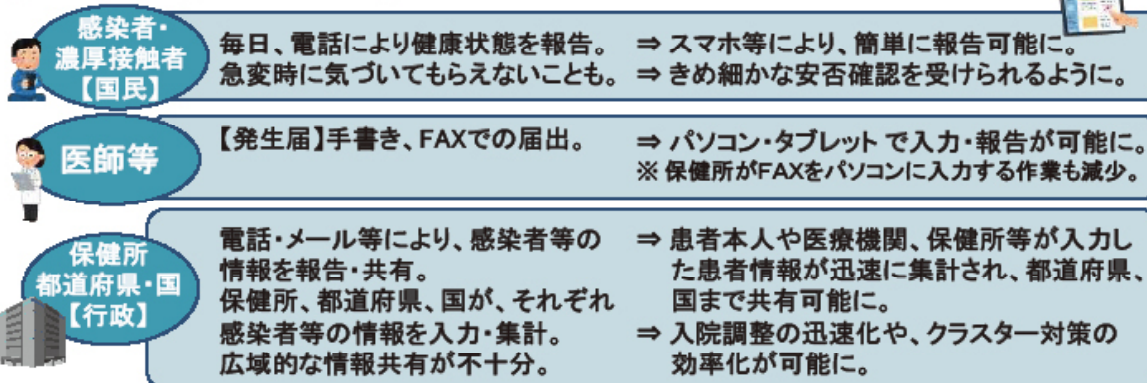 感染者・
濃厚接触者
【国民】
毎日、電話により健康状態を報告。
急変時に気づいてもらえないことも。
⇒ スマホ等により、簡単に報告可能に。
⇒ きめ細かな安否確認を受けられるように。
医師等
【発生届】手書き、FAXでの届出。
⇒ パソコン・タブレット で入力・報告が可能に。
※ 保健所がFAXをパソコンに入力する作業も減少。
保健所
都道府県・国
【行政】
電話・メール等により、感染者等の
情報を報告・共有。
保健所、都道府県、国が、それぞれ
感染者等の情報を入力・集計。
広域的な情報共有が不十分。
⇒ 患者本人や医療機関、保健所等が入力し
た患者情報が迅速に集計され、都道府県、
国まで共有可能に。
⇒ 入院調整の迅速化や、クラスター対策の
効率化が可能に。